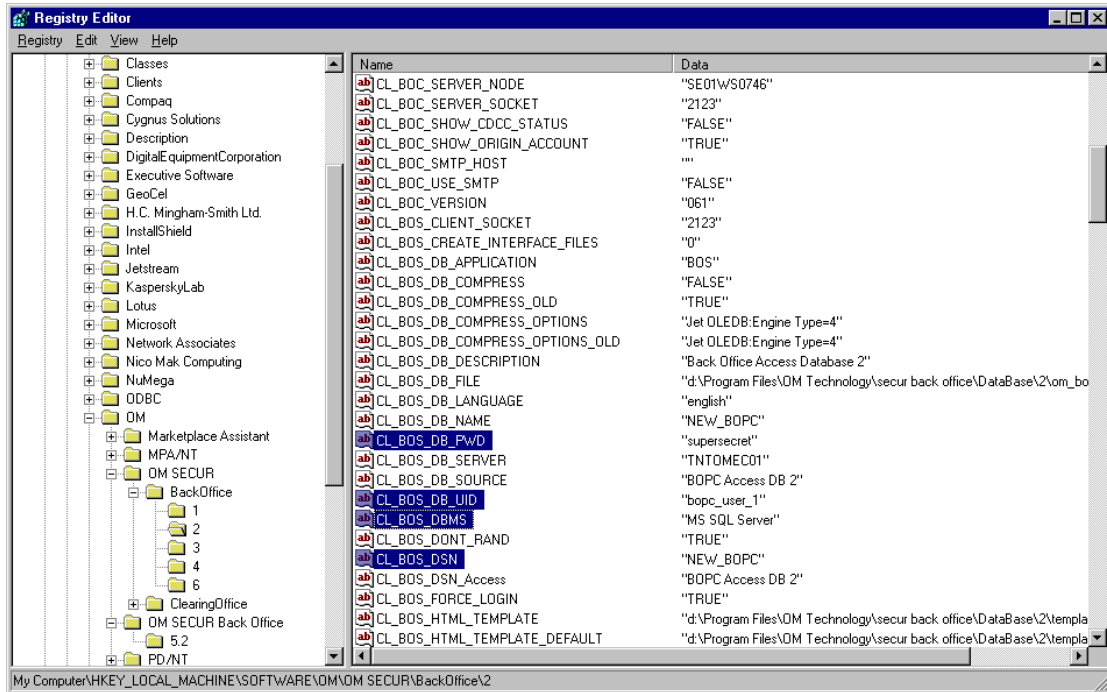 Registry Editor
Registry Edit View Help
Classes
Clients
Compaq
Cygnus Solutions
Description
DigitalEquipmentCorporation
Executive Software
GeoCel
H.C. Mingham-Smith Ltd.
InstallShield
Intel
Jetstream
KasperskyLab
Lotus
Microsoft
Network Associates
Nico Mak Computing
NuMega
ODBC
OM
Marketplace Assistant
MPA/NT
OM SECUR
BackOffice
1
2
3
4
6
ClearingOffice
OM SECUR Back Office
5.2
PD/NT
Name Data
CL_BOC_SERVER_NODE "SE01WS0746"
CL_BOC_SERVER_SOCKET "2123"
CL_BOC_SHOW_CDCC_STATUS "FALSE"
CL_BOC_SHOW_ORIGIN_ACCOUNT "TRUE"
CL_BOC_SMTP_HOST ""
CL_BOC_USE_SMTP "FALSE"
CL_BOC_VERSION "061"
CL_BOS_CLIENT_SOCKET "2123"
CL_BOS_CREATE_INTERFACE_FILES "0"
CL_BOS_DB_APPLICATION "BOS"
CL_BOS_DB_COMPRESS "FALSE"
CL_BOS_DB_COMPRESS_OLD "TRUE"
CL_BOS_DB_COMPRESS_OPTIONS "Jet OLEDB:Engine Type=4"
CL_BOS_DB_COMPRESS_OPTIONS_OLD "Jet OLEDB:Engine Type=4"
CL_BOS_DB_DESCRIPTION "Back Office Access Database 2"
CL_BOS_DB_FILE "d:\Program Files\OM Technology\secur back office\DataBase\2\om_bo
CL_BOS_DB_LANGUAGE "english"
CL_BOS_DB_NAME "NEW_BOPC"
CL_BOS_DB_PWD "supersecret"
CL_BOS_DB_SERVER "TNTOMEC01"
CL_BOS_DB_SOURCE "BOPC Access DB 2"
CL_BOS_DB_UID "bopc_user_1"
CL_BOS_DBMS "MS SQL Server"
CL_BOS_DONT_RAND "TRUE"
CL_BOS_DSN "NEW_BOPC"
CL_BOS_DSN_Access "BOPC Access DB 2"
CL_BOS_FORCE_LOGIN "TRUE"
CL_BOS_HTML_TEMPLATE "d:\Program Files\OM Technology\secur back office\DataBase\2\templa
CL_BOS_HTML_TEMPLATE_DEFAULT "d:\Program Files\OM Technology\secur back office\DataBase\2\templa
My Computer\HKEY_LOCAL_MACHINE\SOFTWARE\OM\OM SECUR\BackOffice\2